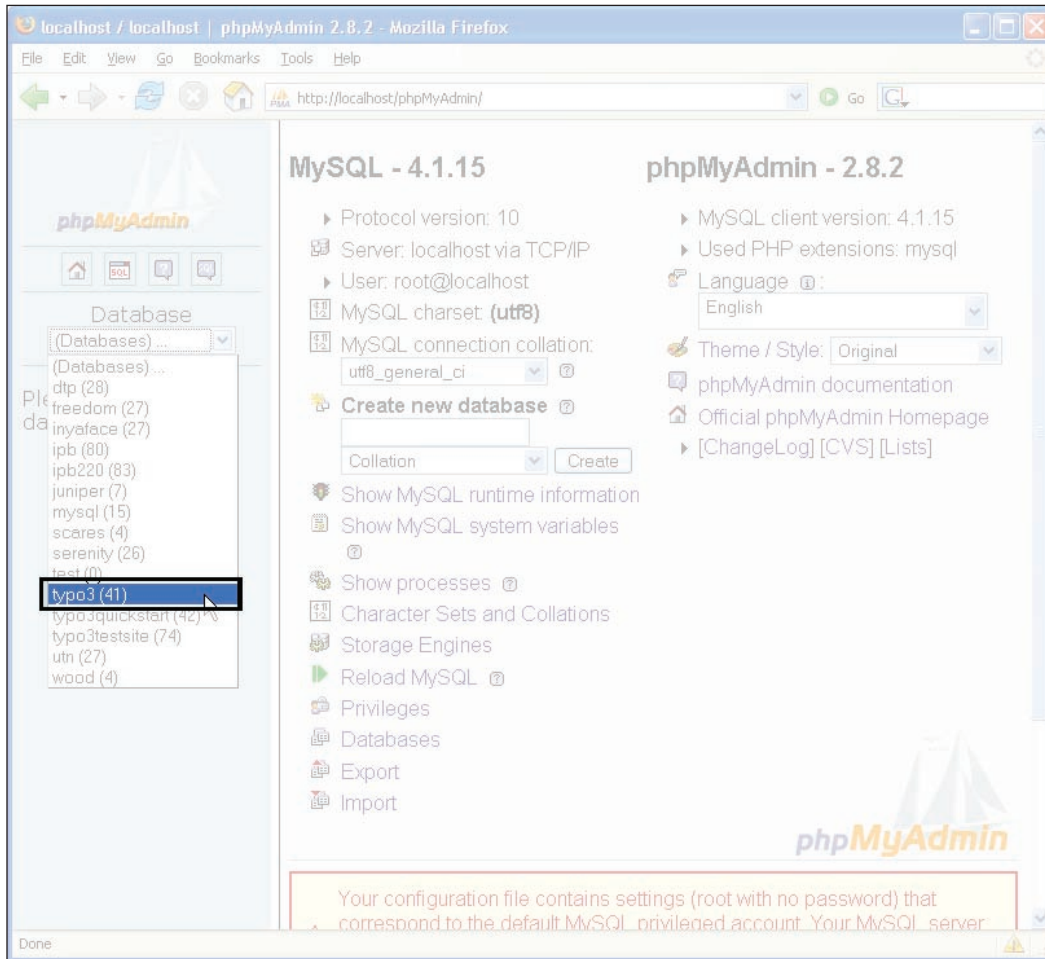 localhost / localhost | phpMyAdmin 2.8.2 - Mozilla Firefox
File Edit View Go Bookmarks Tools Help
http://localhost/phpMyAdmin/
Go
phpMyAdmin
SQL
Database
(Databases) ...
(Databases) ...
dtp (28)
freedom (27)
inyaface (27)
ipb (80)
ipb220 (83)
juniper (7)
mysql (15)
scares (4)
serenity (26)
test (0)
typo3 (41)
typo3quickstart (42)
typo3testsite (74)
utn (27)
wood (4)
MySQL - 4.1.15
Protocol version: 10
Server: localhost via TCP/IP
User: root@localhost
MySQL charset: (utf8)
MySQL connection collation:
utf8_general_ci
Create new database
Collation
Create
Show MySQL runtime information
Show MySQL system variables
Show processes
Character Sets and Collations
Storage Engines
Reload MySQL
Privileges
Databases
Export
Import
phpMyAdmin - 2.8.2
MySQL client version: 4.1.15
Used PHP extensions: mysql
Language :
English
Theme / Style: Original
phpMyAdmin documentation
Official phpMyAdmin Homepage
[ChangeLog] [CVS] [Lists]
phpMyAdmin
Your configuration file contains settings (root with no password) that
correspond to the default MySQL privileged account. Your MySQL server
Done